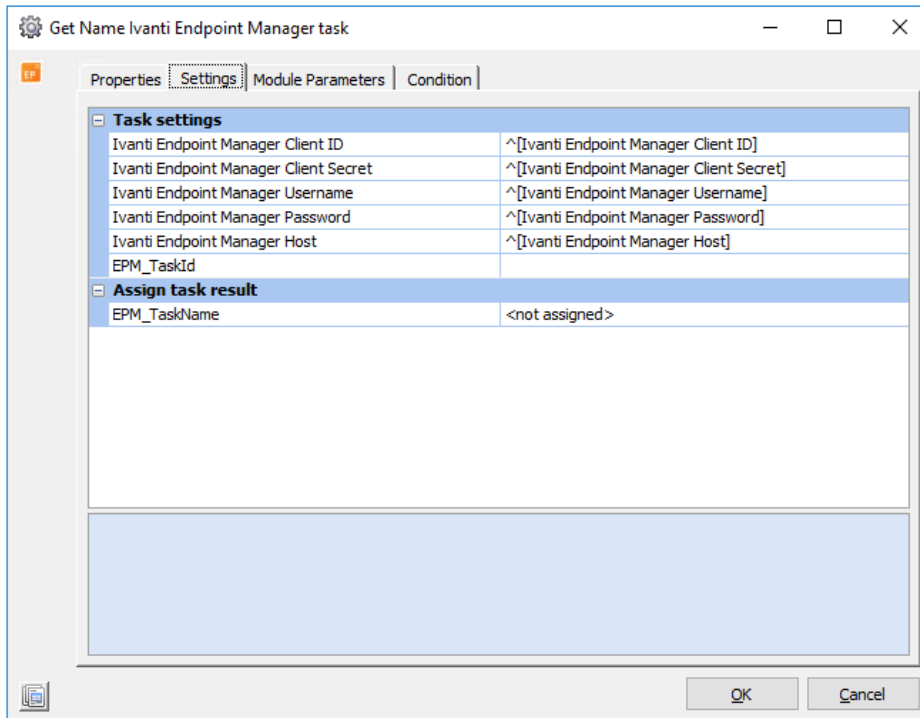 Get Name Ivanti Endpoint Manager task
EP
Properties Settings Module Parameters Condition
Task settings
Ivanti Endpoint Manager Client ID ^[Ivanti Endpoint Manager Client ID]
Ivanti Endpoint Manager Client Secret ^[Ivanti Endpoint Manager Client Secret]
Ivanti Endpoint Manager Username ^[Ivanti Endpoint Manager Username]
Ivanti Endpoint Manager Password ^[Ivanti Endpoint Manager Password]
Ivanti Endpoint Manager Host ^[Ivanti Endpoint Manager Host]
EPM_TaskId
Assign task result
EPM_TaskName <not assigned>
OK Cancel